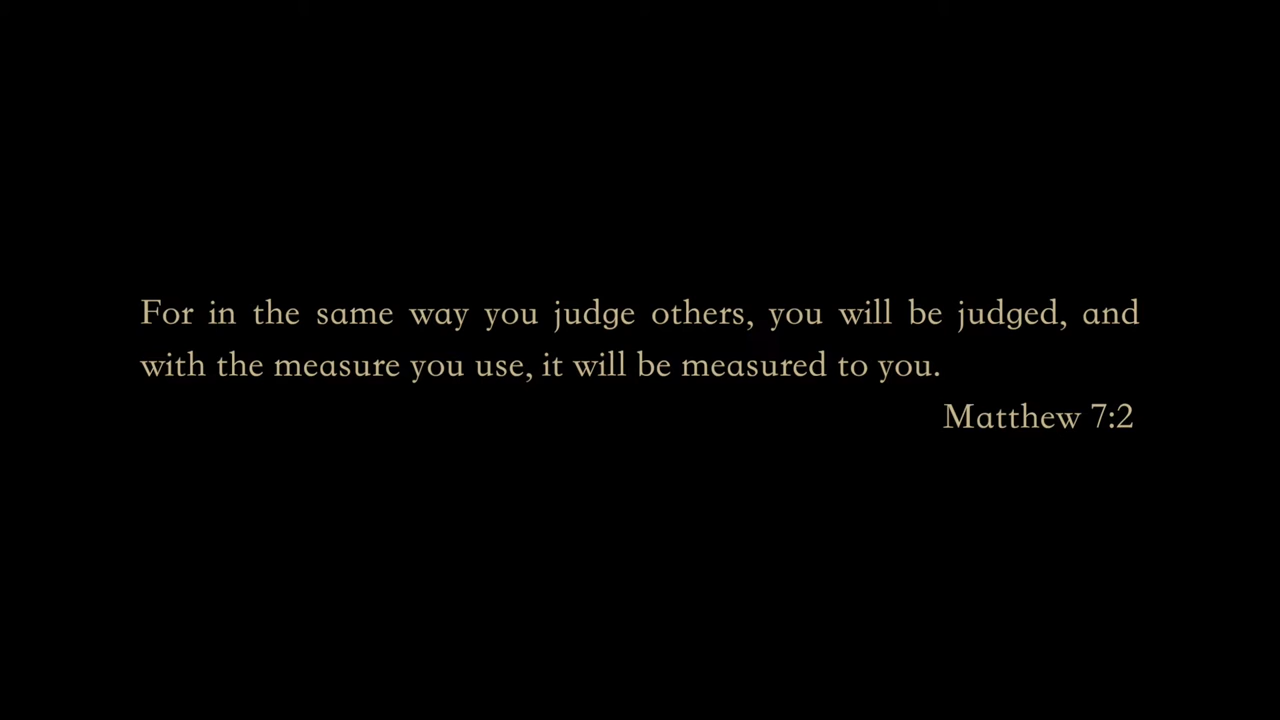 For in the same way you judge others, you will be judged, and
with the measure you use, it will be measured to you.
Matthew 7:2